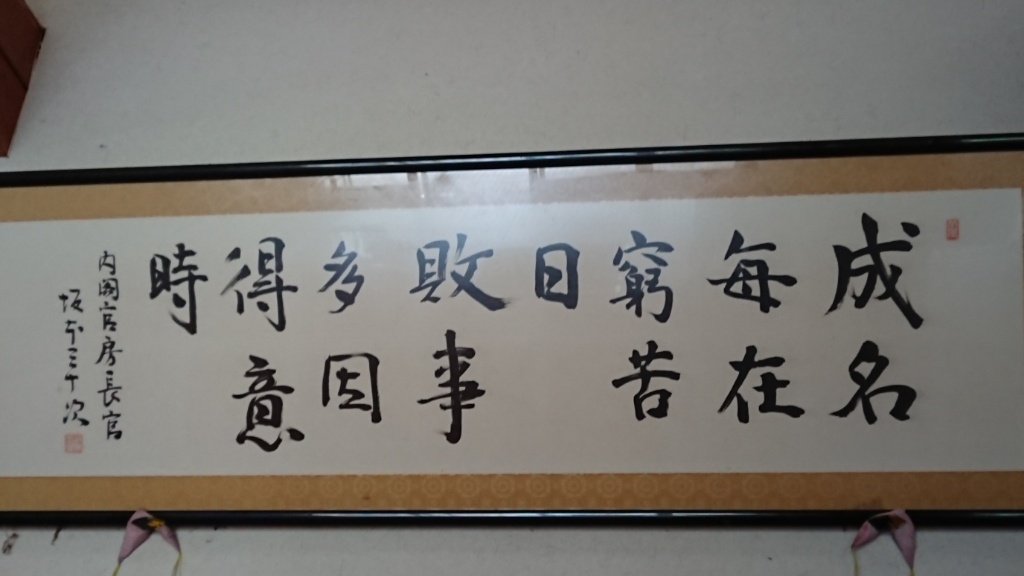 成名
毎在
窮苦
日
敗事
多因
得意
時
内閣官房長官
坂本三十次